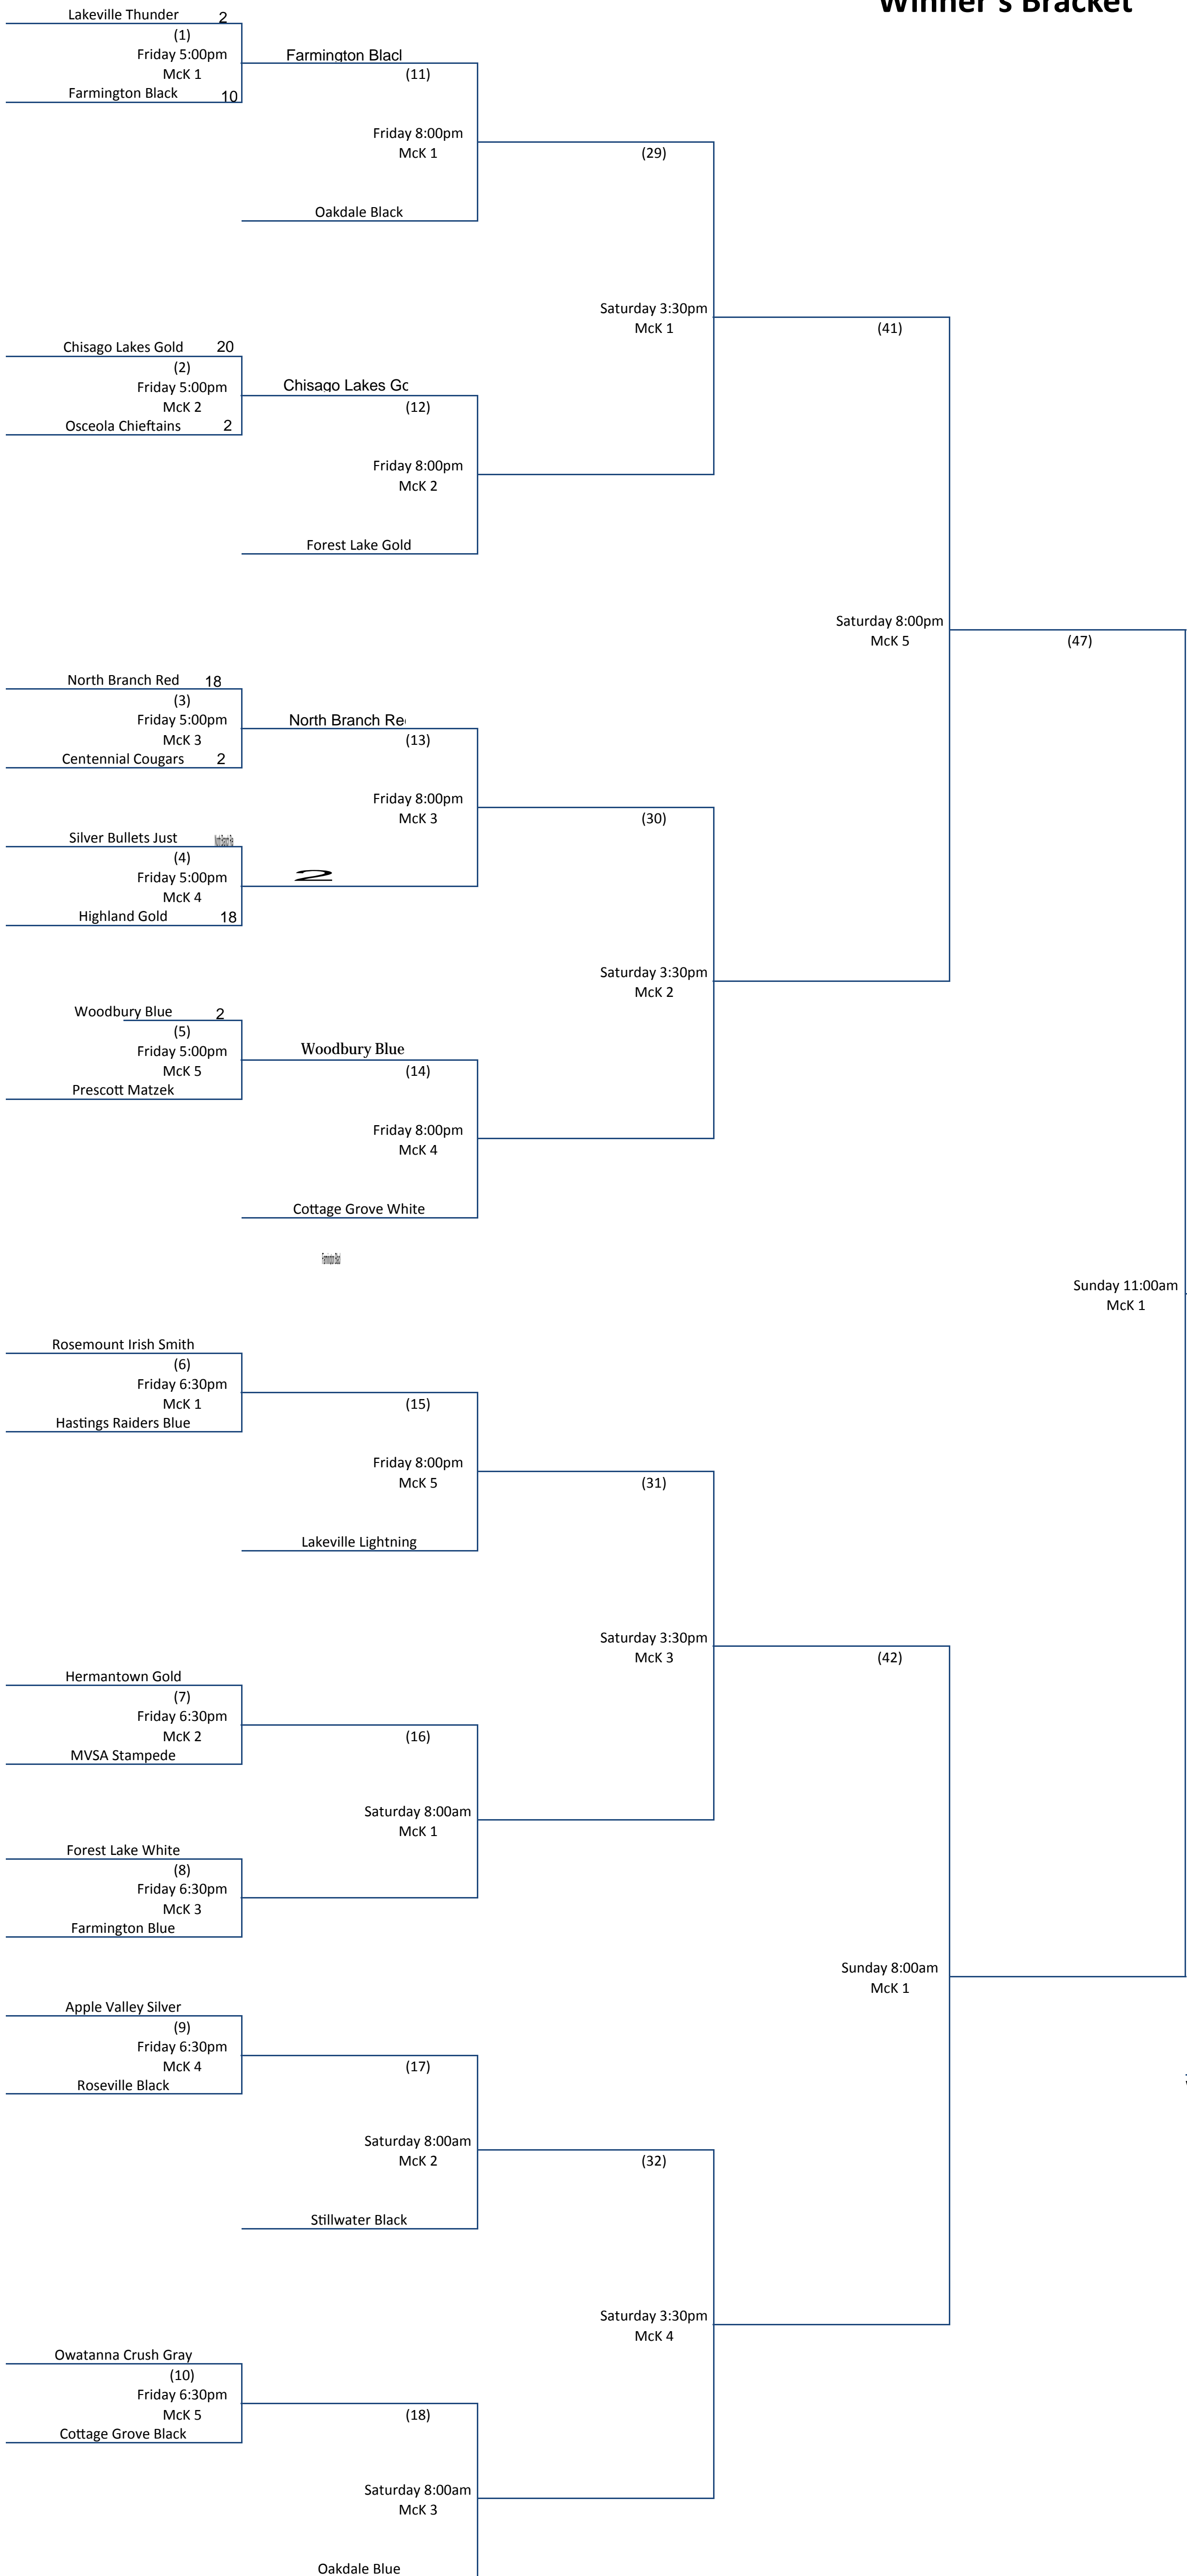 Winner's Bracket
Lakeville Thunder 2
(1)
Friday 5:00pm
McK 1
Farmington Black 10
Farmington Blacl
(11)
Friday 8:00pm
McK 1
Oakdale Black
(29)
Saturday 3:30pm
McK 1
(41)
Chisago Lakes Gold 20
(2)
Friday 5:00pm
McK 2
Osceola Chieftains 2
Chisago Lakes Gc
(12)
Friday 8:00pm
McK 2
Forest Lake Gold
Saturday 8:00pm
McK 5
(47)
North Branch Red 18
(3)
Friday 5:00pm
McK 3
Centennial Cougars 2
North Branch Re
(13)
Friday 8:00pm
McK 3
(30)
Silver Bullets Just North Branch Re
(4)
Friday 5:00pm
McK 4
Highland Gold 18
2
Saturday 3:30pm
McK 2
Woodbury Blue 2
(5)
Friday 5:00pm
McK 5
Prescott Matzek
Woodbury Blue
(14)
Friday 8:00pm
McK 4
Cottage Grove White
Farmington Blacl
Sunday 11:00am
McK 1
Rosemount Irish Smith
(6)
Friday 6:30pm
McK 1
Hastings Raiders Blue
(15)
Friday 8:00pm
McK 5
Lakeville Lightning
(31)
Saturday 3:30pm
McK 3
(42)
Hermantown Gold
(7)
Friday 6:30pm
McK 2
MVSA Stampede
(16)
Saturday 8:00am
McK 1
Forest Lake White
(8)
Friday 6:30pm
McK 3
Farmington Blue
Sunday 8:00am
McK 1
Apple Valley Silver
(9)
Friday 6:30pm
McK 4
Roseville Black
(17)
Saturday 8:00am
McK 2
Stillwater Black
(32)
Saturday 3:30pm
McK 4
Owatanna Crush Gray
(10)
Friday 6:30pm
McK 5
Cottage Grove Black
(18)
Saturday 8:00am
McK 3
Oakdale Blue